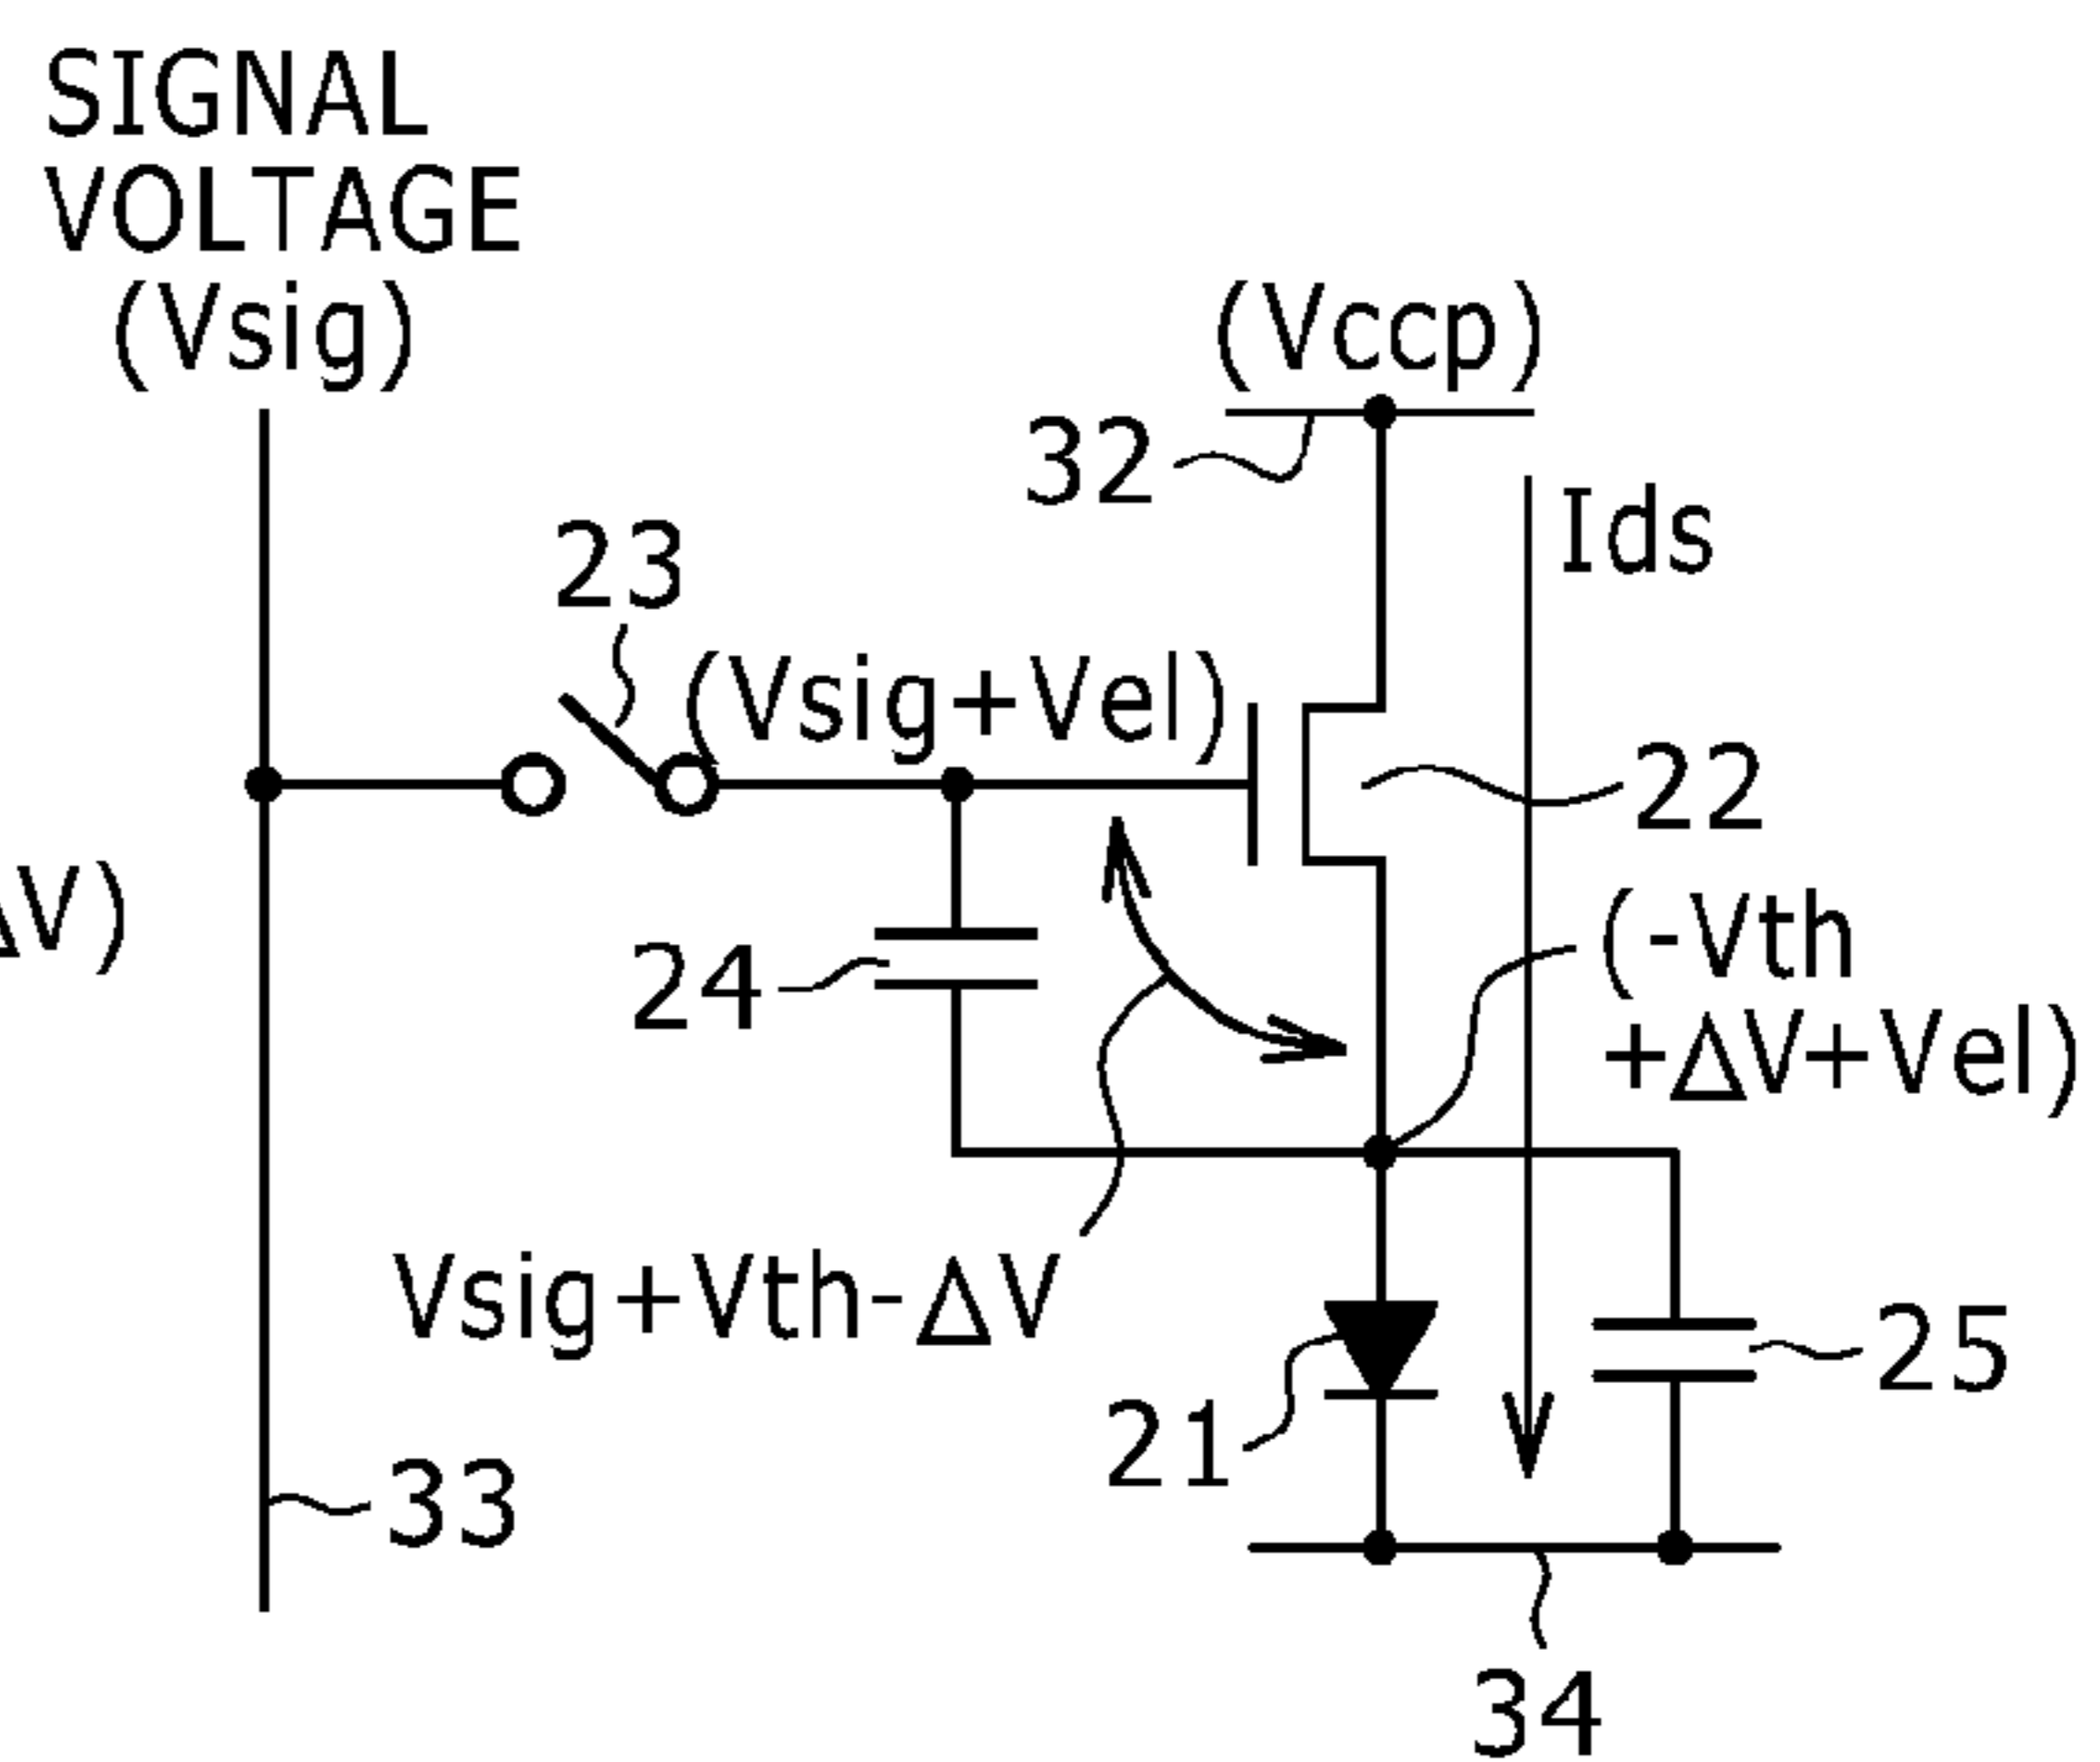 SIGNAL
VOLTAGE
(Vsig)
(Vccp)
32
Ids
23
(Vsig+Vel)
22
ΔV)
24
(-Vth
+ΔV+Vel)
Vsig+Vth-ΔV
21
25
33
34